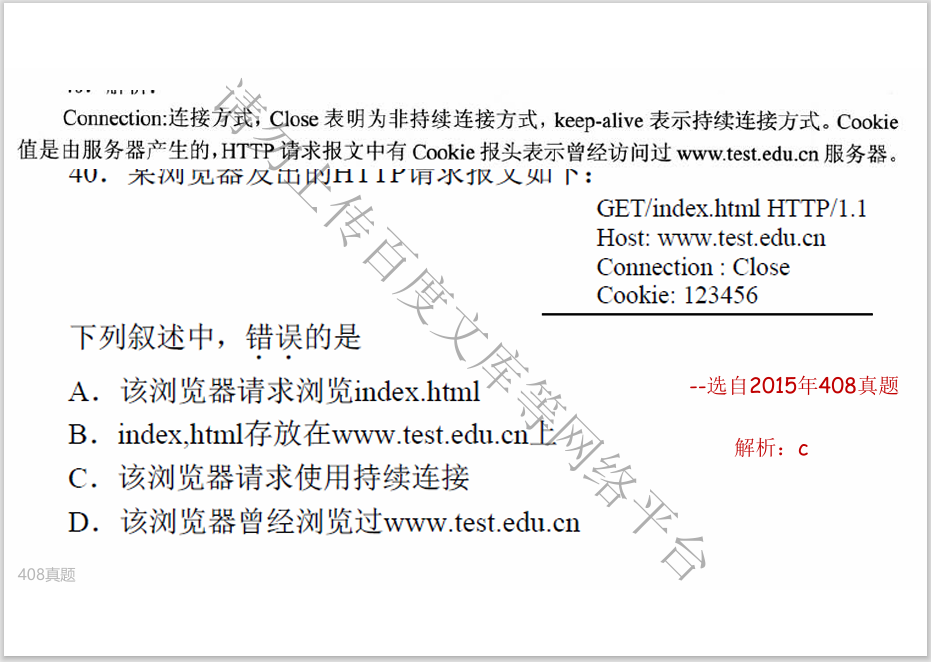 40. 解析:
Connection:连接方式，Close 表明为非持续连接方式，keep-alive 表示持续连接方式。Cookie
值是由服务器产生的，HTTP 请求报文中有 Cookie 报头表示曾经访问过 www.test.edu.cn 服务器。
40．某浏览器发出的HTTP请求报文如下：
GET/index.html HTTP/1.1
Host: www.test.edu.cn
Connection : Close
Cookie: 123456
下列叙述中，错误的是
A．该浏览器请求浏览index.html
B．index,html存放在www.test.edu.cn上
C．该浏览器请求使用持续连接
D．该浏览器曾经浏览过www.test.edu.cn
--选自2015年408真题
解析：c
请勿上传百度文库等网络平台
408真题